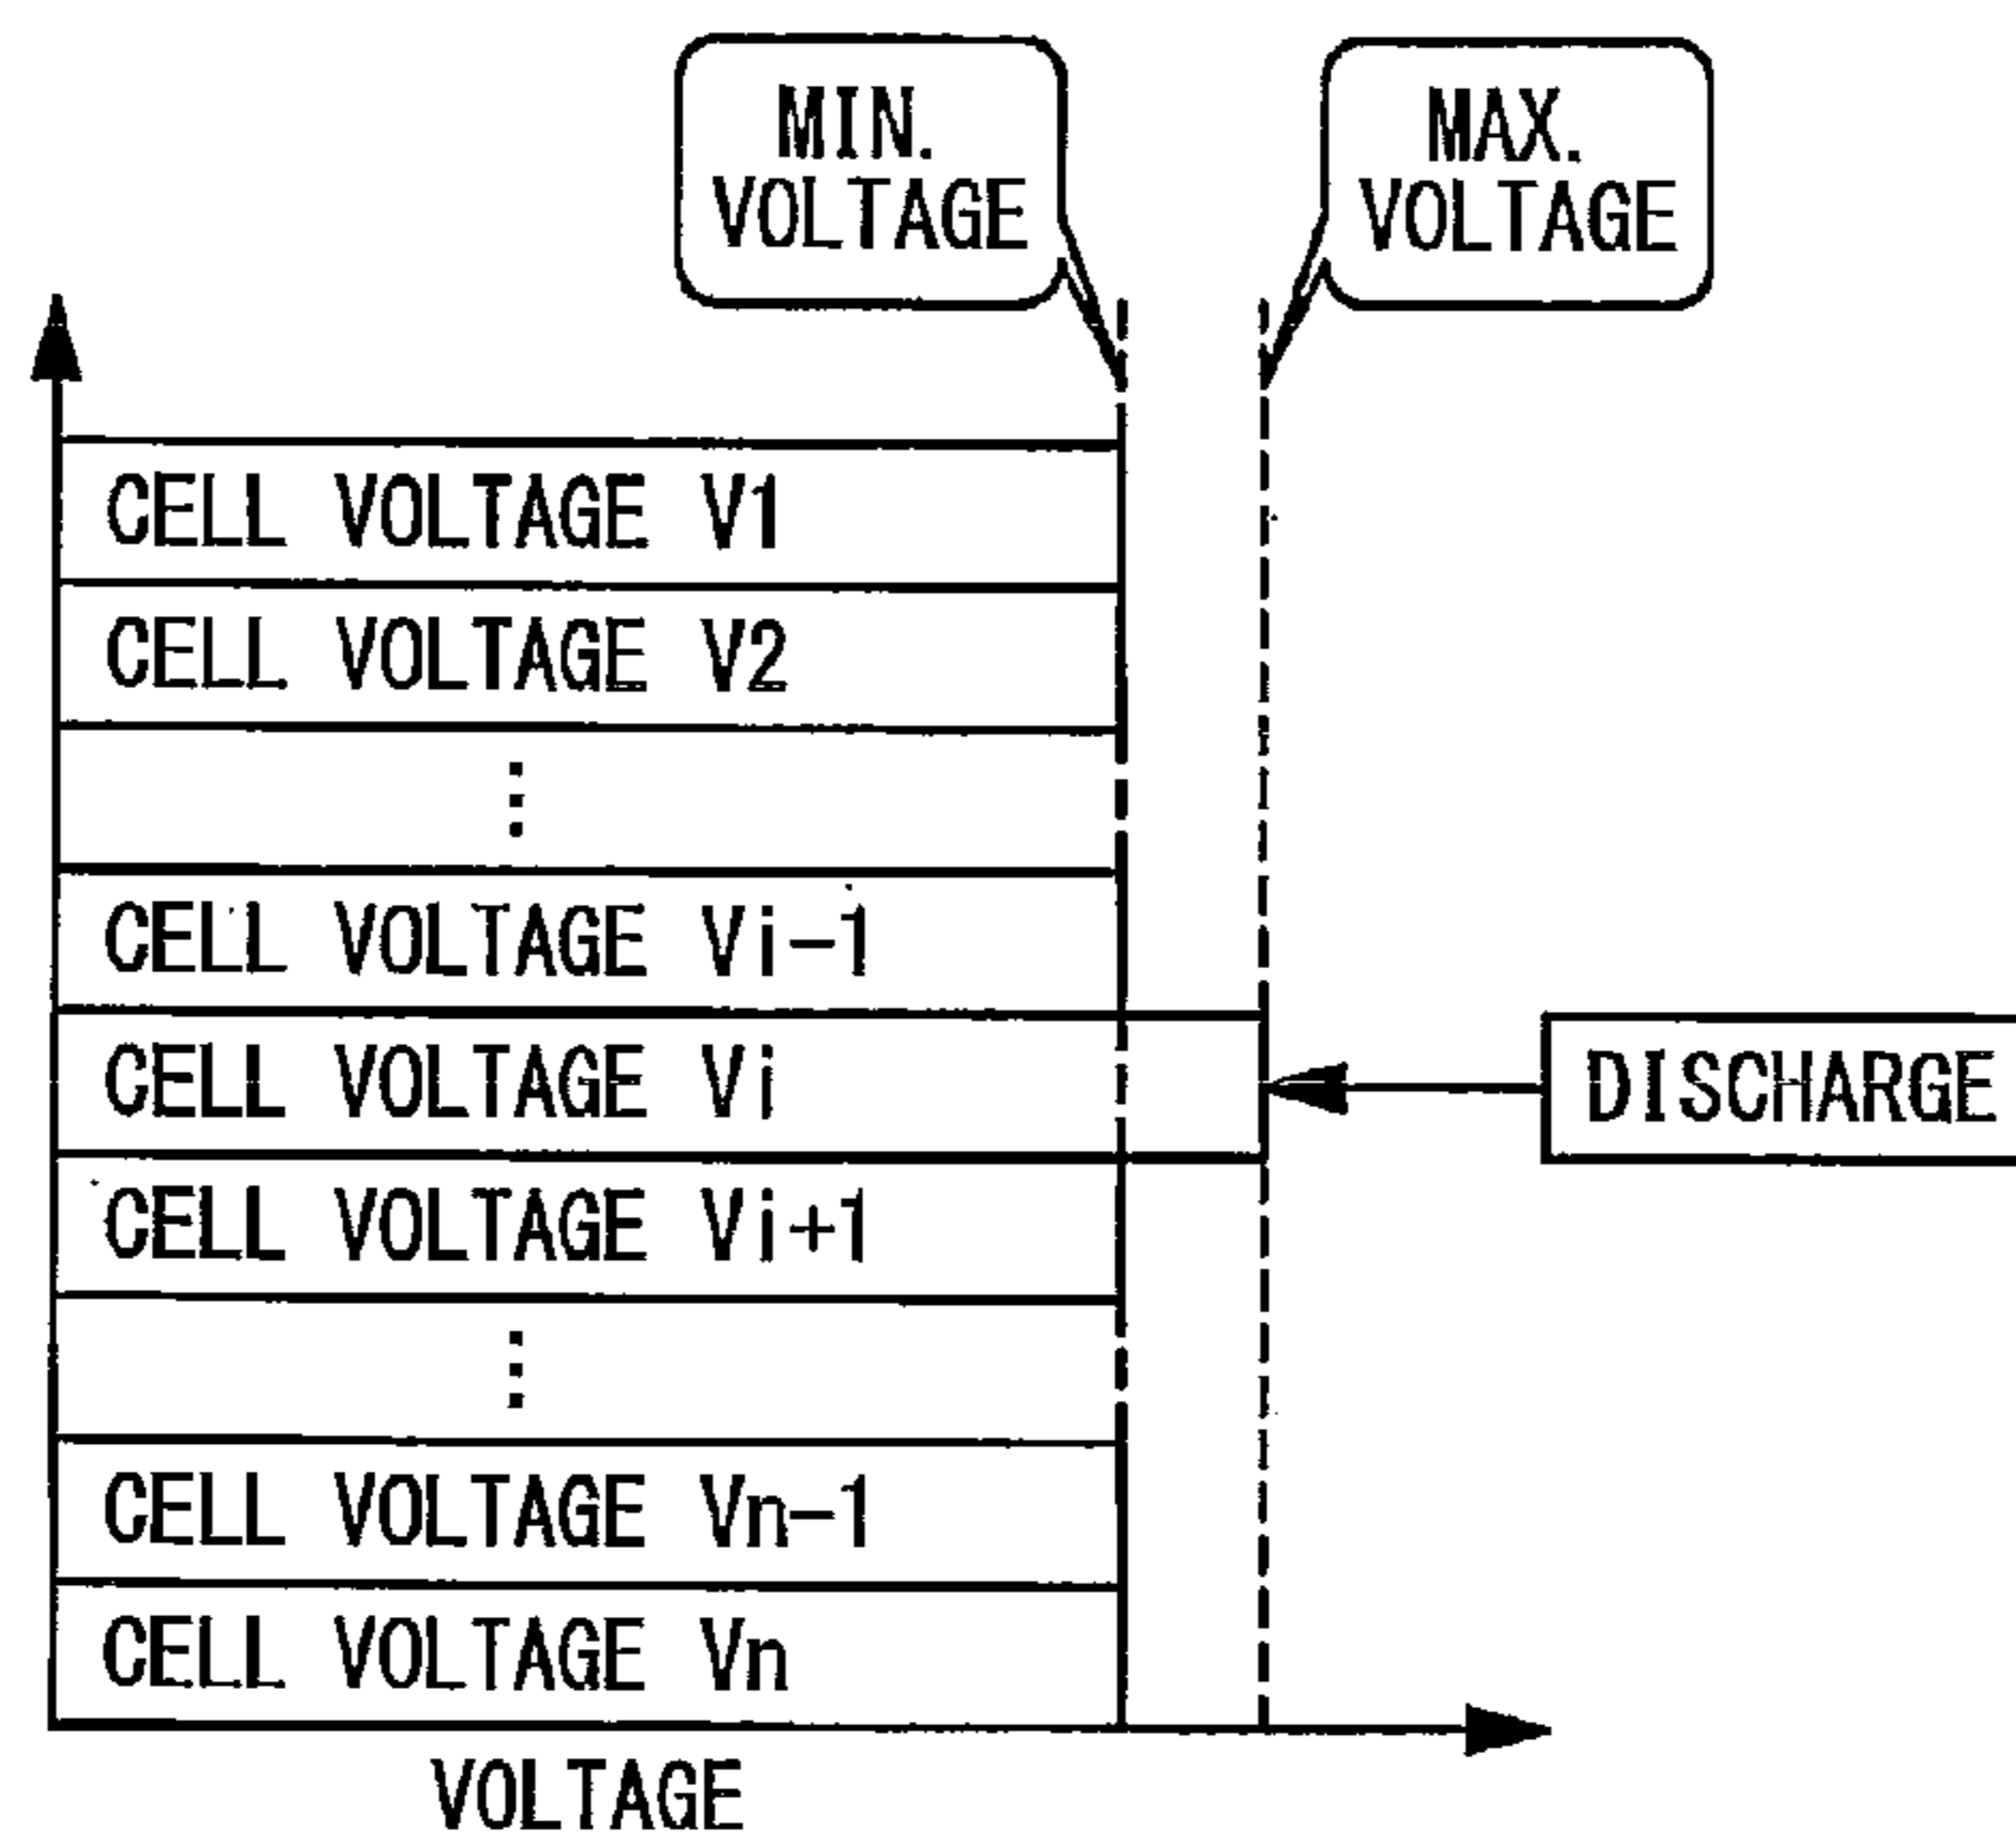 MIN.
VOLTAGE
MAX.
VOLTAGE
CELL VOLTAGE V1
CELL VOLTAGE V2
⋮
CELL VOLTAGE Vi-1
CELL VOLTAGE Vi
DISCHARGE
CELL VOLTAGE Vi+1
⋮
CELL VOLTAGE Vn-1
CELL VOLTAGE Vn
VOLTAGE